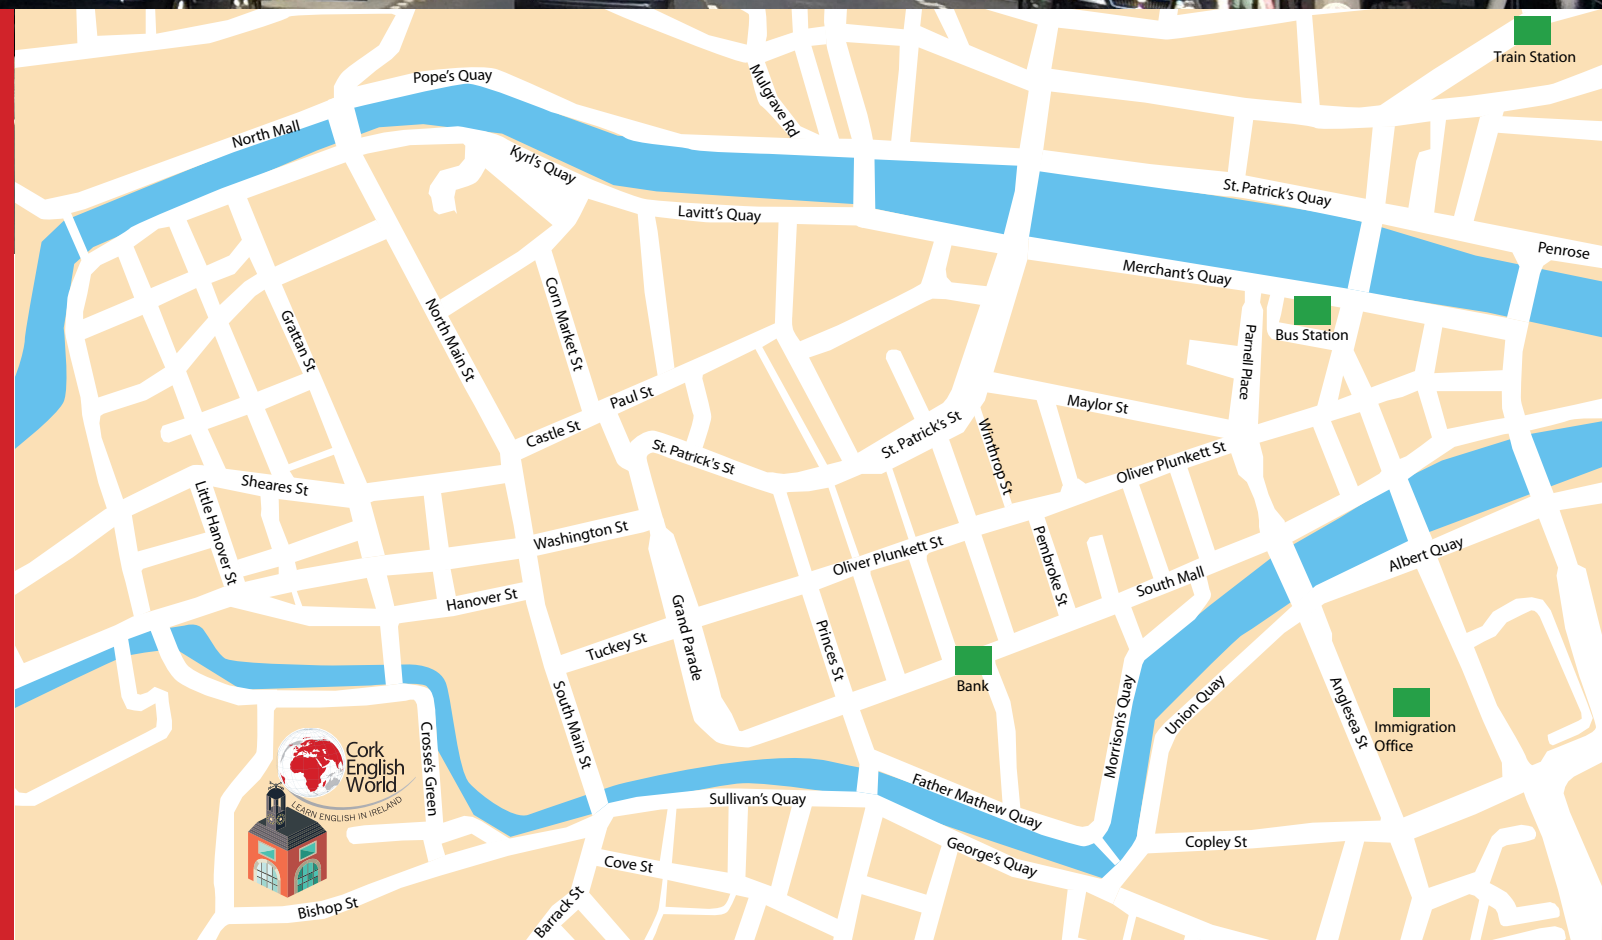 Train Station
Pope's Quay
Mulgrave Rd
North Mall
Kyrl's Quay
St. Patrick's Quay
Lavitt's Quay
Penrose
Merchant's Quay
Bus Station
Corn Market St
North Main St
Grattan St
Parnell Place
Paul St
Maylor St
Castle St
St. Patrick's St
St. Patrick's St
Winthrop St
Oliver Plunkett St
Sheares St
Little Hanover St
Washington St
Oliver Plunkett St
Pembroke St
Albert Quay
South Mall
Hanover St
Grand Parade
Tuckey St
Princes St
Bank
South Main St
Morrison's Quay
Union Quay
Anglesea St
Immigration
Office
Crosse's Green
Cork
English
World
LEARN ENGLISH IN IRELAND
Sullivan's Quay
Father Mathew Quay
George's Quay
Copley St
Cove St
Barrack St
Bishop St